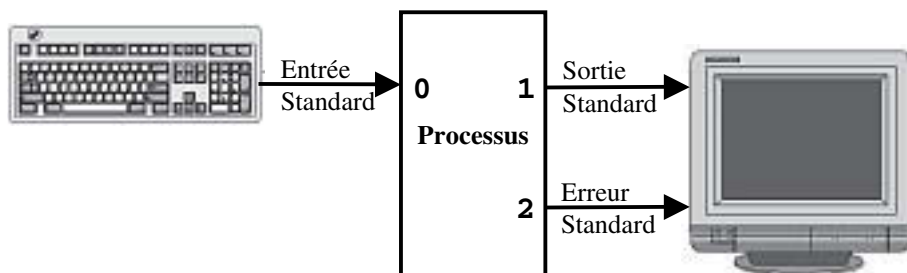 Entrée
Standard
0
1
Processus
2
Sortie
Standard
Erreur
Standard